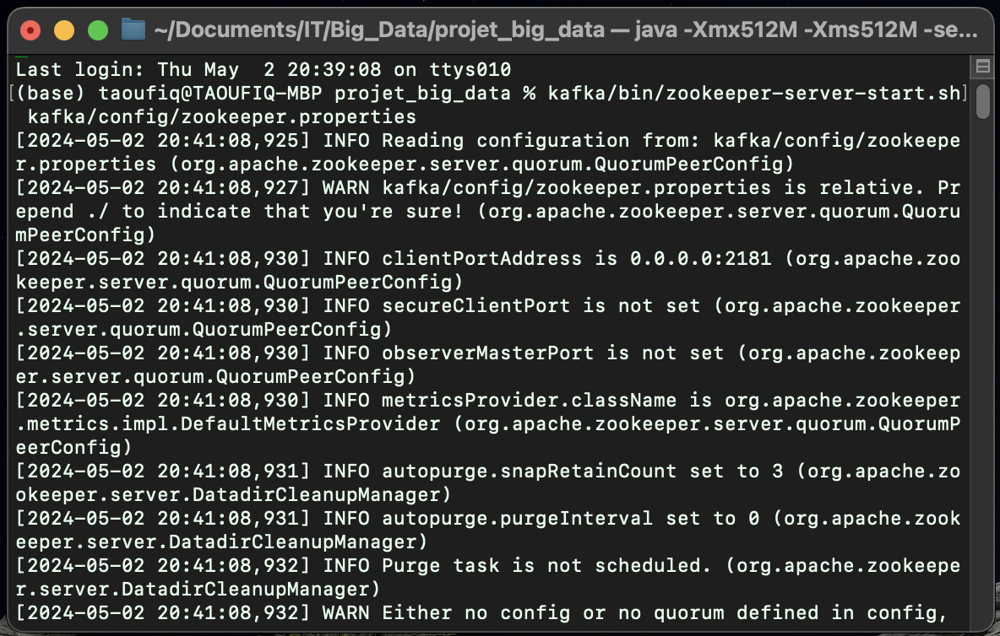 ~/Documents/IT/Big_Data/projet_big_data — java -Xmx512M -Xms512M -se...
Last login: Thu May  2 20:39:08 on ttys010
[(base) taoufiq@TAOUFIQ-MBP projet_big_data % kafka/bin/zookeeper-server-start.sh]
 kafka/config/zookeeper.properties
[2024-05-02 20:41:08,925] INFO Reading configuration from: kafka/config/zookeepe
r.properties (org.apache.zookeeper.server.quorum.QuorumPeerConfig)
[2024-05-02 20:41:08,927] WARN kafka/config/zookeeper.properties is relative. Pr
epend ./ to indicate that you're sure! (org.apache.zookeeper.server.quorum.Quoru
mPeerConfig)
[2024-05-02 20:41:08,930] INFO clientPortAddress is 0.0.0.0:2181 (org.apache.zoo
keeper.server.quorum.QuorumPeerConfig)
[2024-05-02 20:41:08,930] INFO secureClientPort is not set (org.apache.zookeeper
.server.quorum.QuorumPeerConfig)
[2024-05-02 20:41:08,930] INFO observerMasterPort is not set (org.apache.zookeep
er.server.quorum.QuorumPeerConfig)
[2024-05-02 20:41:08,930] INFO metricsProvider.className is org.apache.zookeeper
.metrics.impl.DefaultMetricsProvider (org.apache.zookeeper.server.quorum.QuorumP
eerConfig)
[2024-05-02 20:41:08,931] INFO autopurge.snapRetainCount set to 3 (org.apache.zo
okeeper.server.DatadirCleanupManager)
[2024-05-02 20:41:08,931] INFO autopurge.purgeInterval set to 0 (org.apache.zook
eeper.server.DatadirCleanupManager)
[2024-05-02 20:41:08,932] INFO Purge task is not scheduled. (org.apache.zookeepe
r.server.DatadirCleanupManager)
[2024-05-02 20:41:08,932] WARN Either no config or no quorum defined in config,